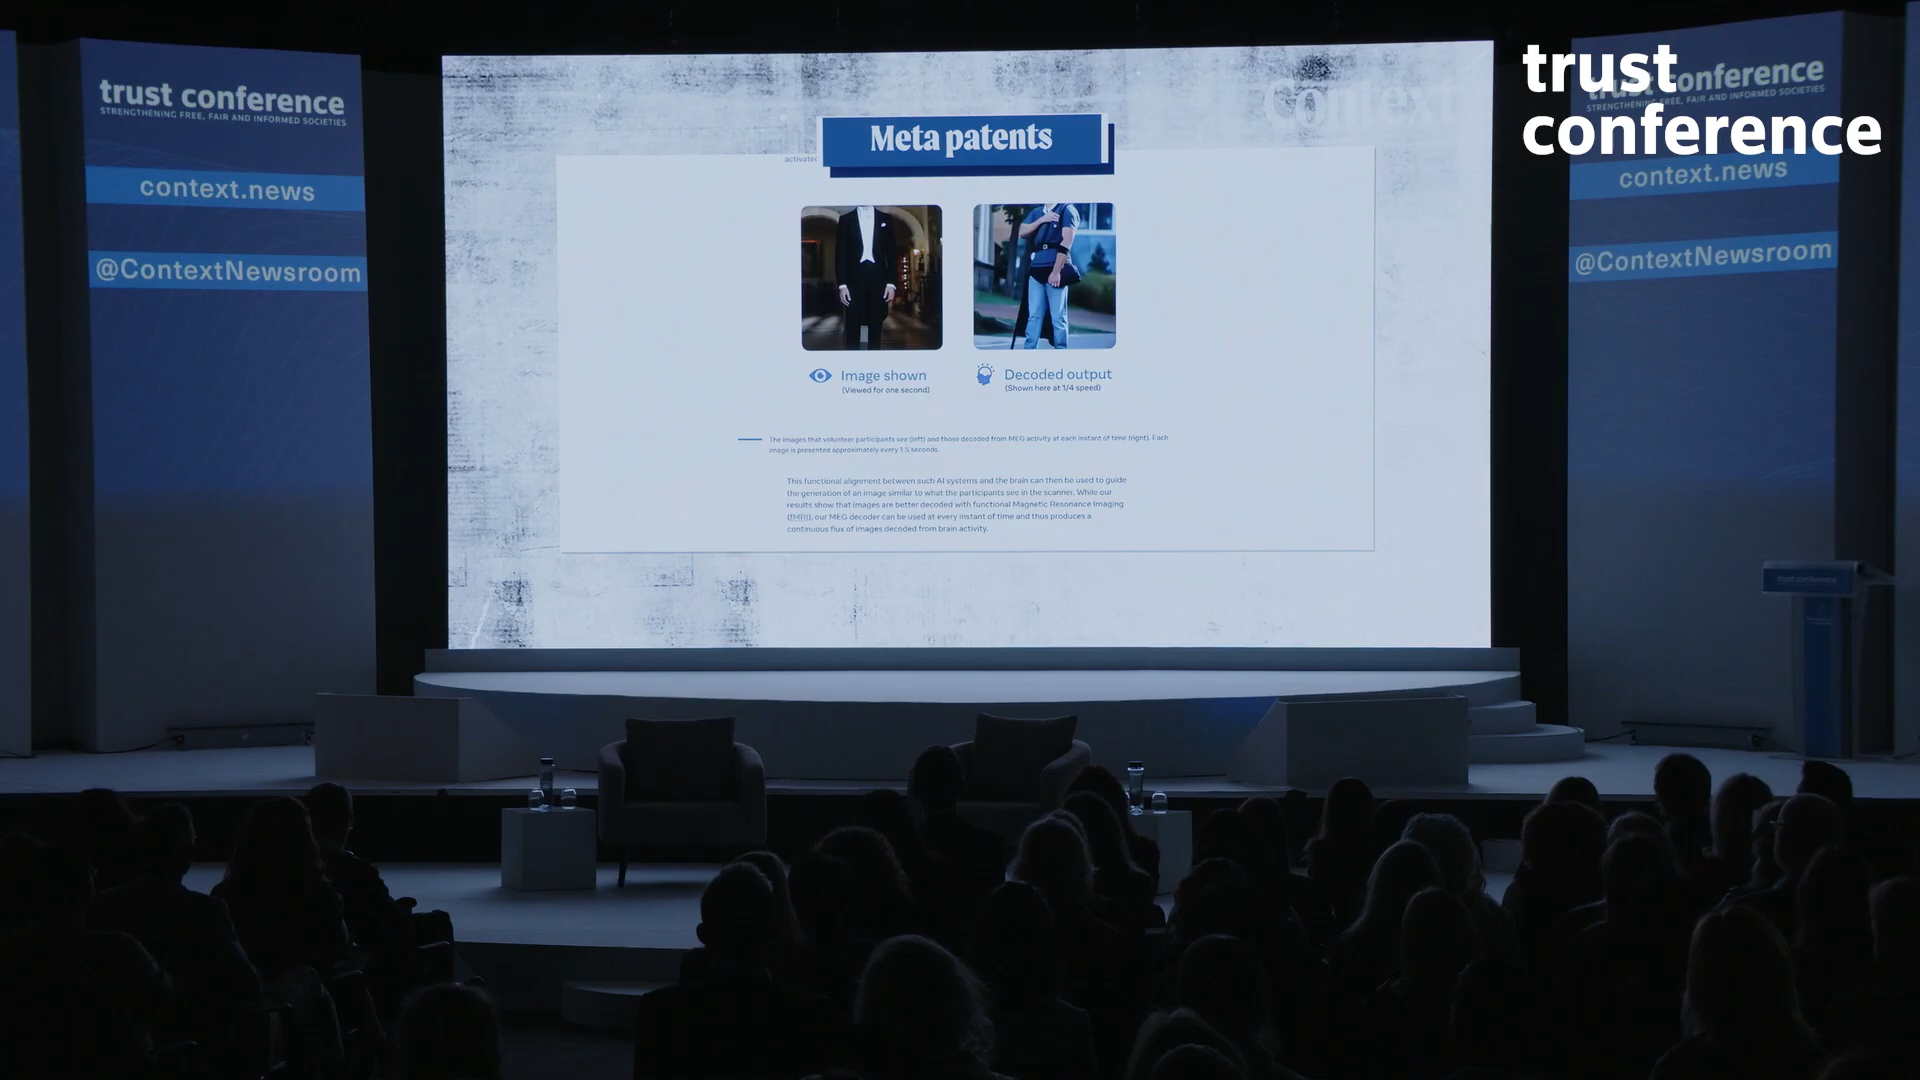 trust conference
STRENGTHENING FREE, FAIR AND INFORMED SOCIETIES
context.news
@ContextNewsroom
Context
Meta patents
activated
Image shown
(Viewed for one second)
Decoded output
(Shown here at 1/4 speed)
The images that volunteer participants see (left) and those decoded from MEG activity at each instant of time (right). Each
image is presented approximately every 1.5 seconds.
This functional alignment between such AI systems and the brain can then be used to guide
the generation of an image similar to what the participants see in the scanner. While our
results show that images are better decoded with functional Magnetic Resonance Imaging
(fMRI), our MEG decoder can be used at every instant of time and thus produces a
continuous flux of images decoded from brain activity.
trust
conference
trust conference
STRENGTHENING FREE, FAIR AND INFORMED SOCIETIES
context.news
@ContextNewsroom
trust conference